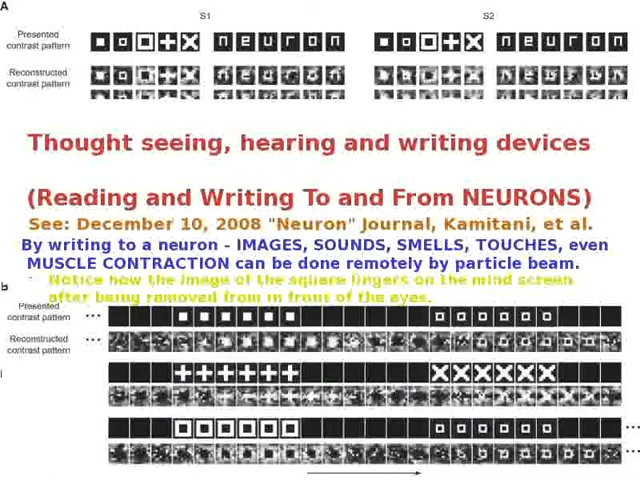 A
S1 S2
Presented
contrast pattern
n e u r o n n e u r o n
Reconstructed
contrast pattern
Thought seeing, hearing and writing devices
(Reading and Writing To and From NEURONS)
See: December 10, 2008 "Neuron" Journal, Kamitani, et al.
By writing to a neuron - IMAGES, SOUNDS, SMELLS, TOUCHES, even
MUSCLE CONTRACTION can be done remotely by particle beam.
Notice how the image of the square lingers on the mind screen
after being removed from in front of the eyes.
B
Presented
contrast pattern
Reconstructed
contrast pattern